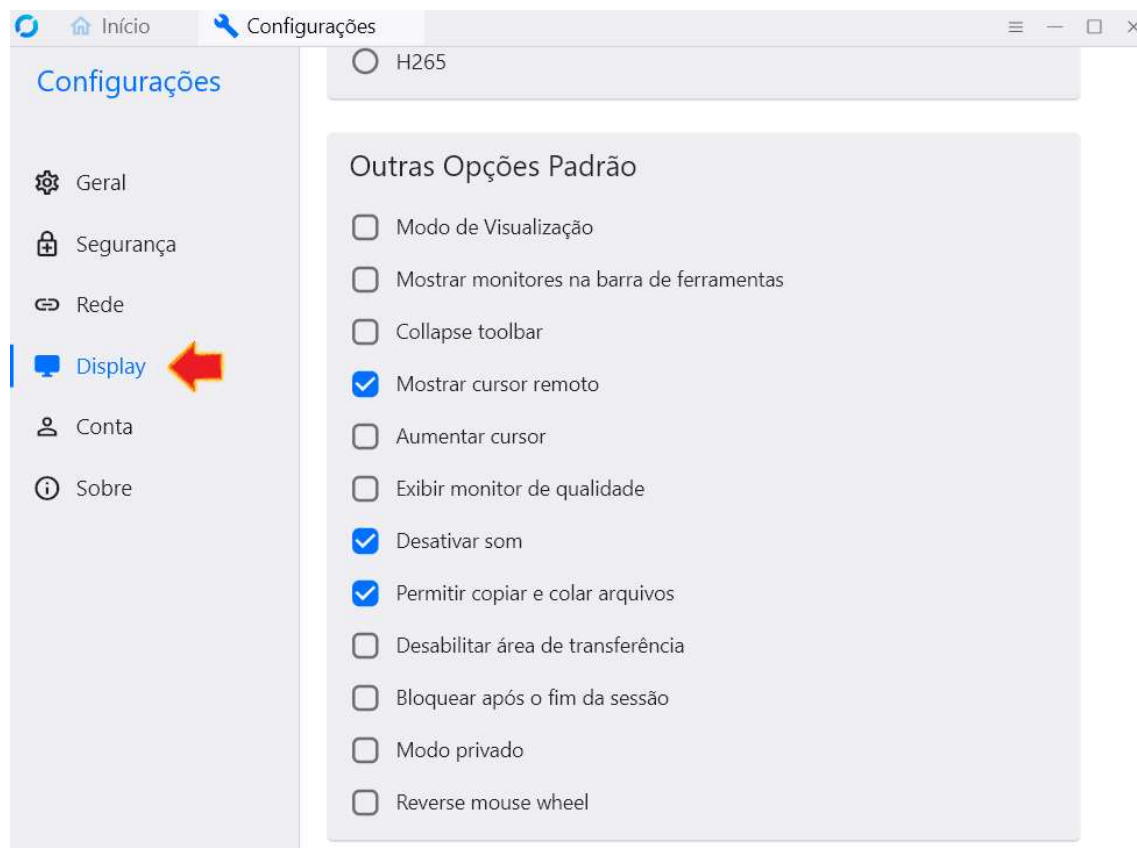 Início
Configurações
Configurações
Geral
Segurança
Rede
Display
Conta
Sobre
H265
Outras Opções Padrão
Modo de Visualização
Mostrar monitores na barra de ferramentas
Collapse toolbar
Mostrar cursor remoto
Aumentar cursor
Exibir monitor de qualidade
Desativar som
Permitir copiar e colar arquivos
Desabilitar área de transferência
Bloquear após o fim da sessão
Modo privado
Reverse mouse wheel